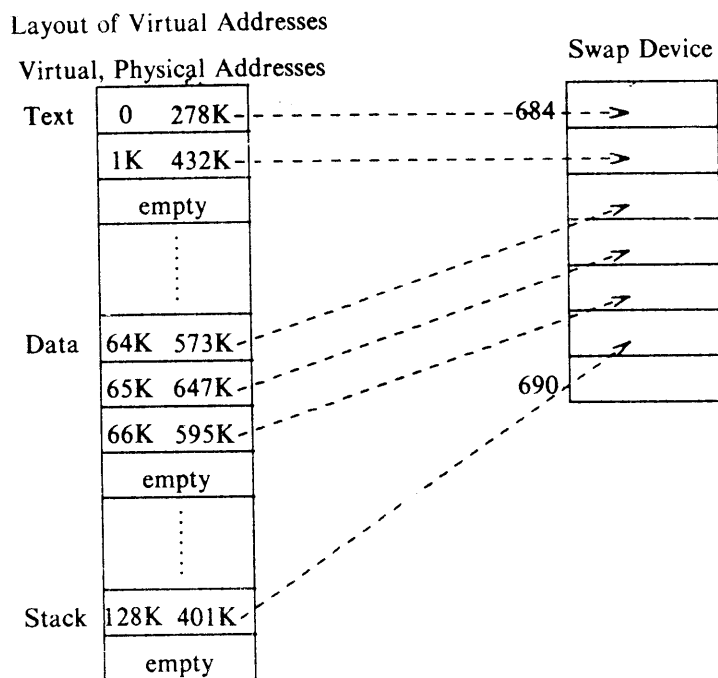 Layout of Virtual Addresses
Swap Device
Virtual, Physical Addresses
Text 0 278K 684
1K 432K
empty
Data 64K 573K
65K 647K
690
66K 595K
empty
Stack 128K 401K
empty